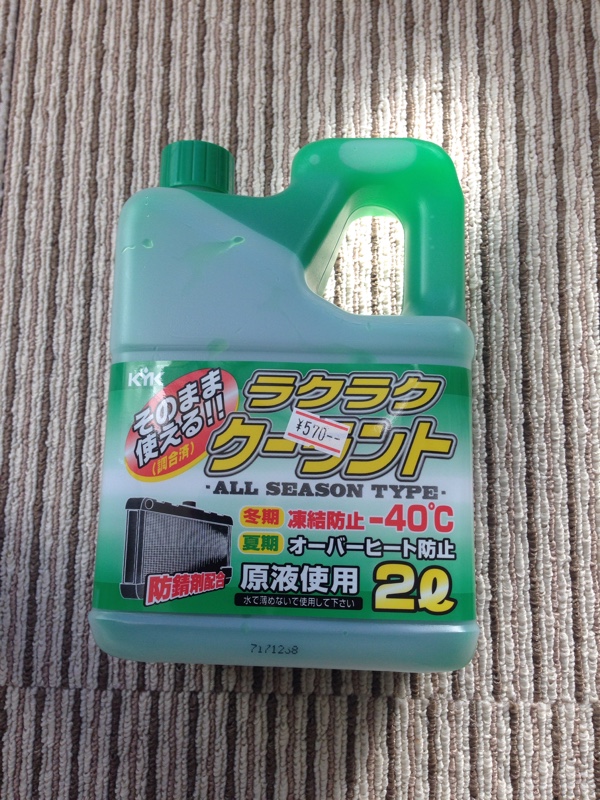 KYK
そのまま
使える!!
(調合済)
ラクラク
クーラント
¥570--
-ALL SEASON TYPE-
冬期 凍結防止 -40℃
夏期 オーバーヒート防止
防錆剤配合
原液使用 2ℓ
水で薄めないで使用して下さい